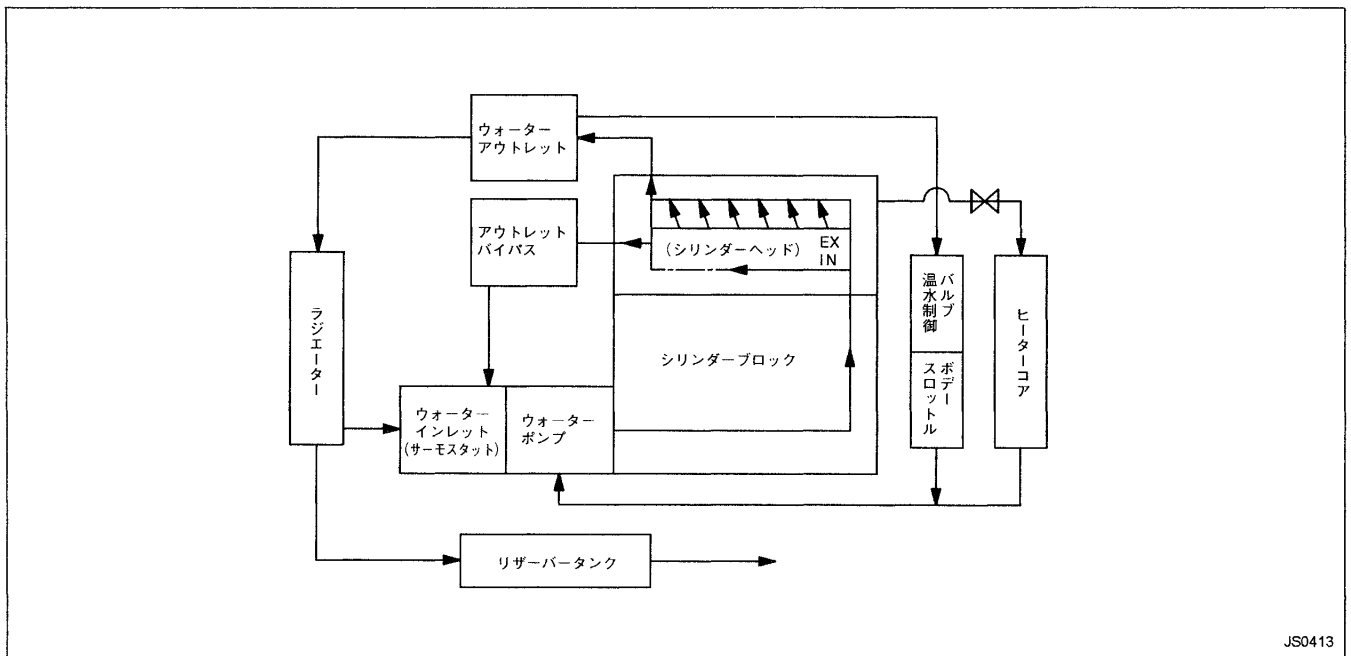 ウォーター
アウトレット
アウトレット
バイパス
(シリンダーヘッド)
EX
IN
シリンダーブロック
ラジエーター
ウォーター
インレット
(サーモスタット)
ウォーター
ポンプ
バルブ
温水制御
ボデー
スロットル
ヒーターコア
リザーバータンク
JS0413